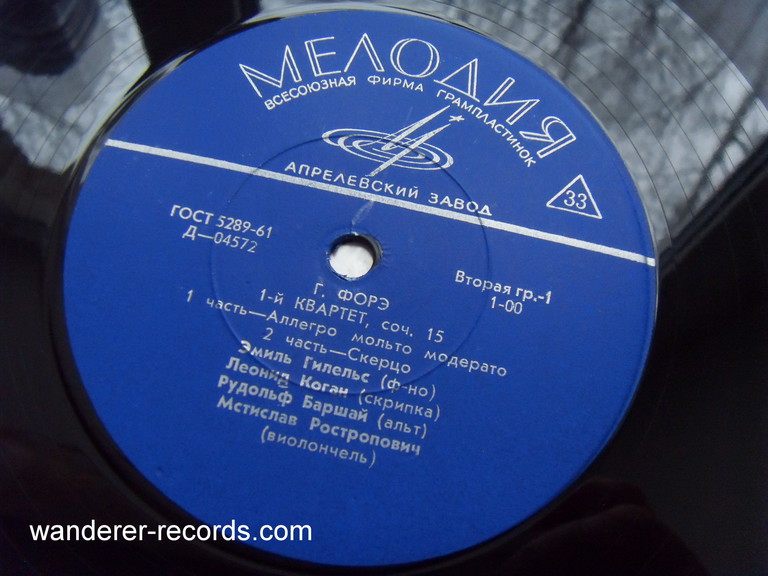 МЕЛОДИЯ
ВСЕСОЮЗНАЯ ФИРМА ГРАМПЛАСТИНОК
АПРЕЛЕВСКИЙ ЗАВОД
33
ГОСТ 5289-61
Д—04572
Вторая гр.-1
1-00
Г. ФОРЭ
1-й КВАРТЕТ, соч. 15
1 часть—Аллегро мольто модерато
2 часть—Скерцо
Эмиль Гилельс (ф-но)
Леонид Коган (скрипка)
Рудольф Баршай (альт)
Мстислав Ростропович
(виолончель)
wanderer-records.com